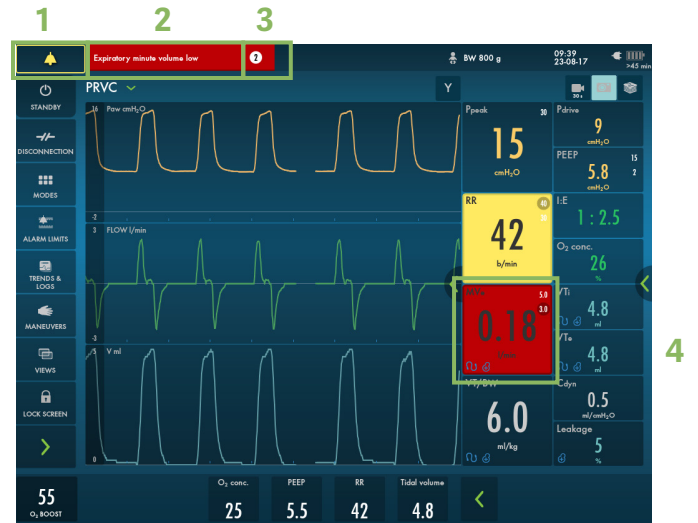 1 2 3
Expiratory minute volume low 2
BW 800 g
09:39
23-08-17
>45 min
STANDBY
DISCONNECTION
MODES
ALARM LIMITS
TRENDS &
LOGS
MANEUVERS
VIEWS
LOCK SCREEN
PRVC
Y
30 s
16 Paw cmH₂O
-2
3 FLOW l/min
-3
5 V ml
0
Ppeak 30
15
cmH₂O
RR 40
42
b/min
MVe 5.0
3.0
0.18
l/min
4
VT/BW
6.0
ml/kg
Pdrive
9
cmH₂O
PEEP 15
5.8 2
cmH₂O
I:E
1 : 2.5
O₂ conc.
26
%
VTi
4.8
ml
VTe
4.8
ml
Cdyn
0.5
ml/cmH₂O
Leakage
5
%
55
O₂ BOOST
O₂ conc. PEEP RR Tidal volume
25 5.5 42 4.8